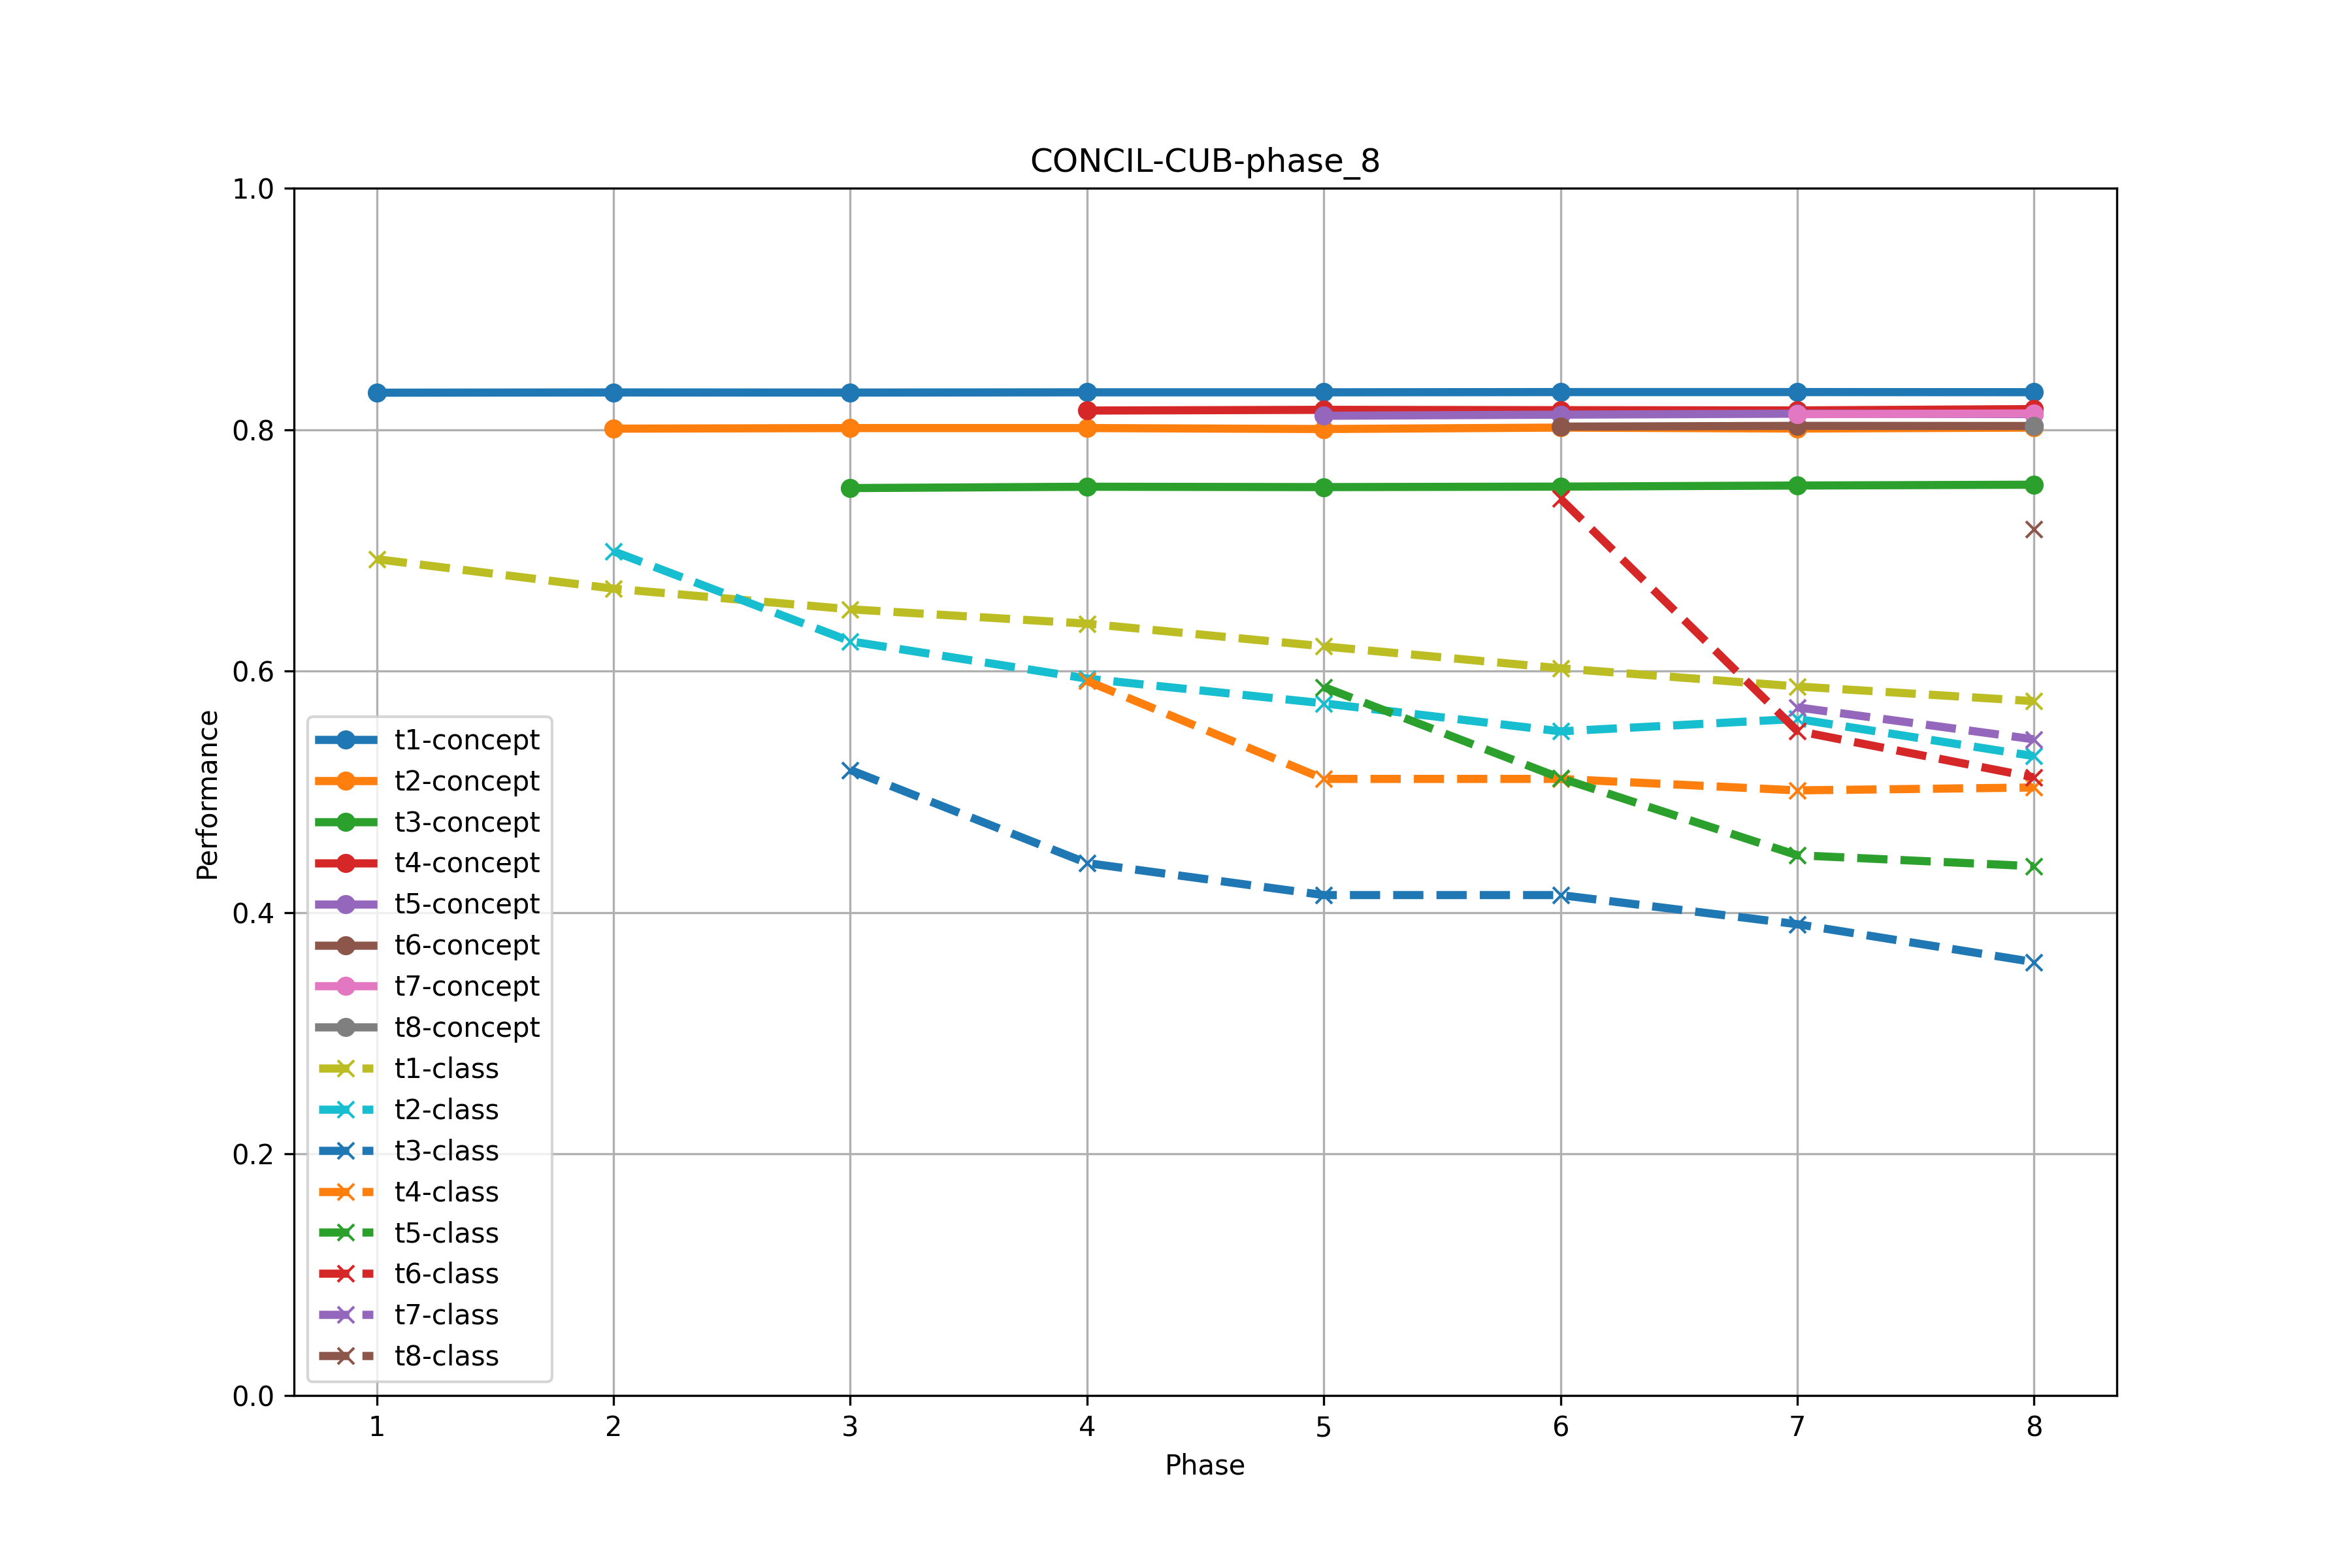 CONCIL-CUB-phase_8
1.0
0.8
0.6
0.4
0.2
0.0
Performance
t1-concept
t2-concept
t3-concept
t4-concept
t5-concept
t6-concept
t7-concept
t8-concept
t1-class
t2-class
t3-class
t4-class
t5-class
t6-class
t7-class
t8-class
1 2 3 4 5 6 7 8
Phase